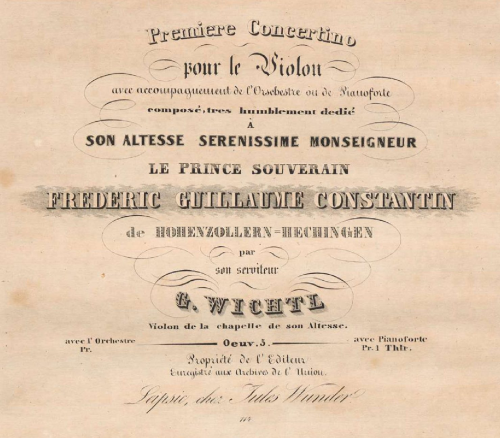 Premiere Concertino
pour le Violon
avec accompagnement de l'Orschestre ou de Pianoforte
composé, tres humblement dedié
À
SON ALTESSE SERENISSIME MONSEIGNEUR
LE PRINCE SOUVERAIN
FREDERIC GUILLAUME CONSTANTIN
de HOHENZOLLERN=HECHINGEN
par
son serviteur
G. WICHTL
Violon de la chapelle de son Altesse.
avec l'Orchestre
Pr.
Oeuv. 5.
avec Pianoforte
Pr. 1 Thlr.
Propriété de l'Editeur
Enregistré aux Archives de l'Union.
Lepsic, chez Jules Wunder